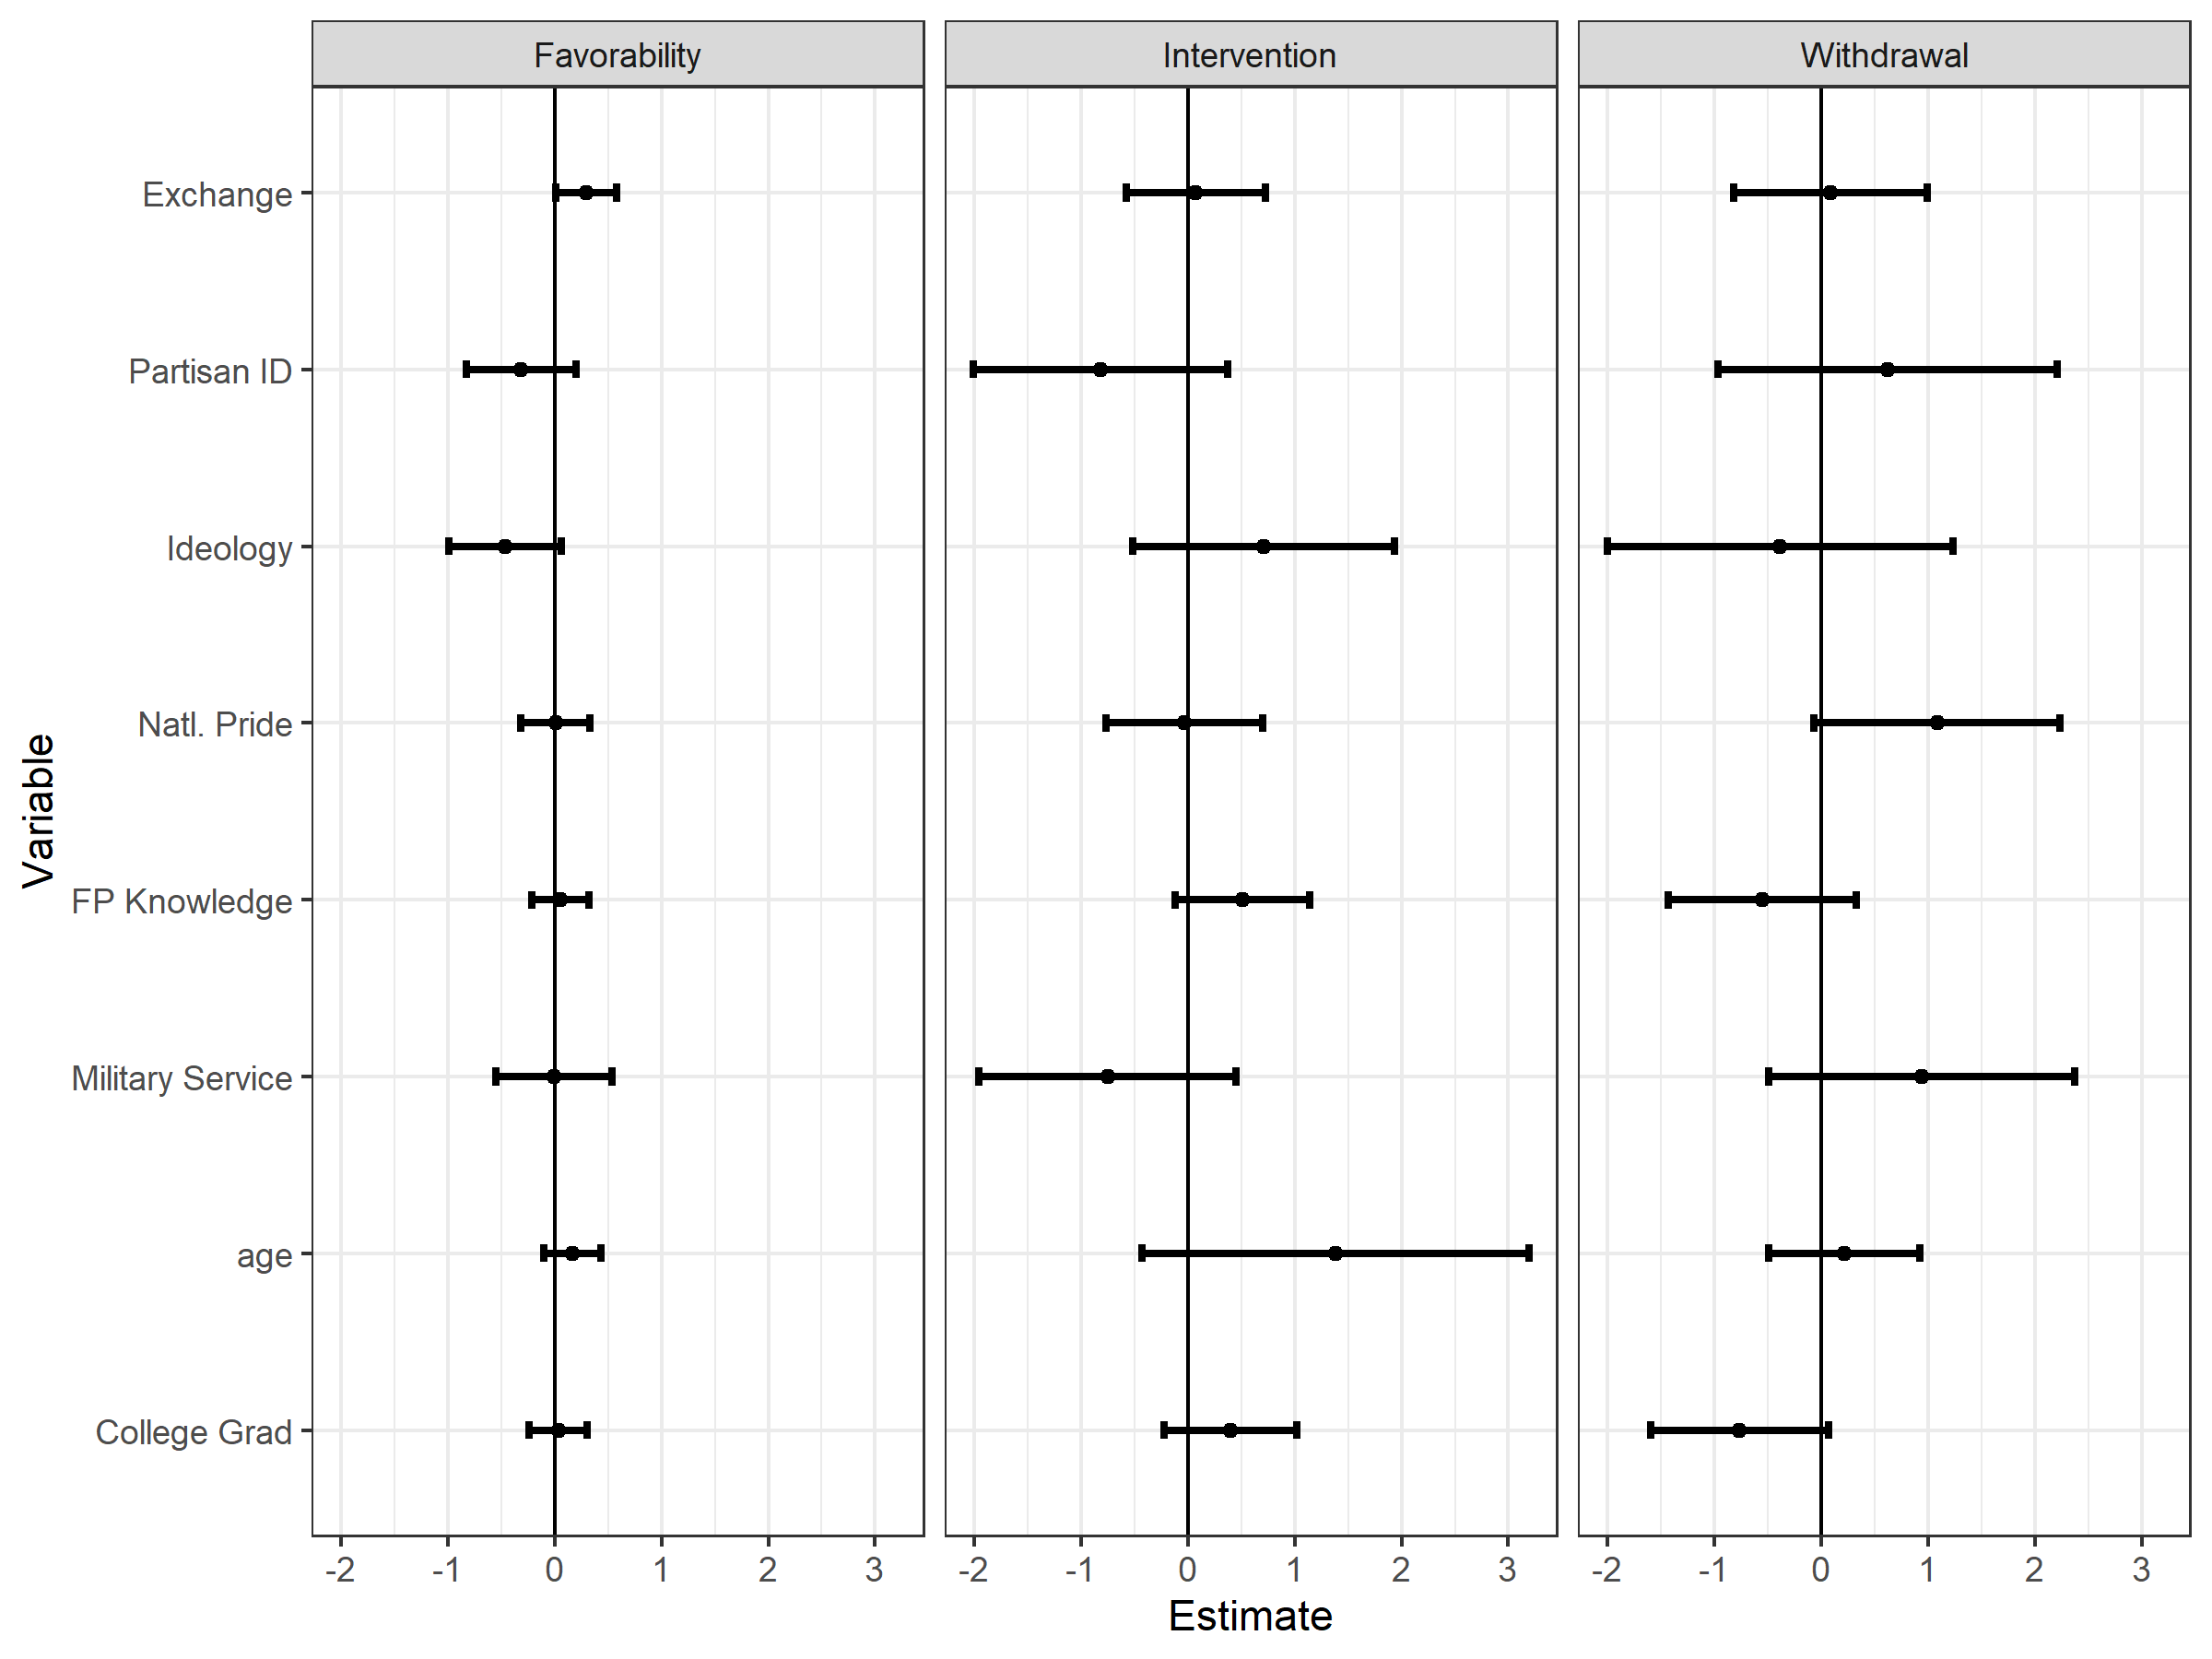 Favorability Intervention Withdrawal
Exchange
Partisan ID
Ideology
Natl. Pride
FP Knowledge
Military Service
age
College Grad
Variable
-2 -1 0 1 2 3 -2 -1 0 1 2 3 -2 -1 0 1 2 3
Estimate